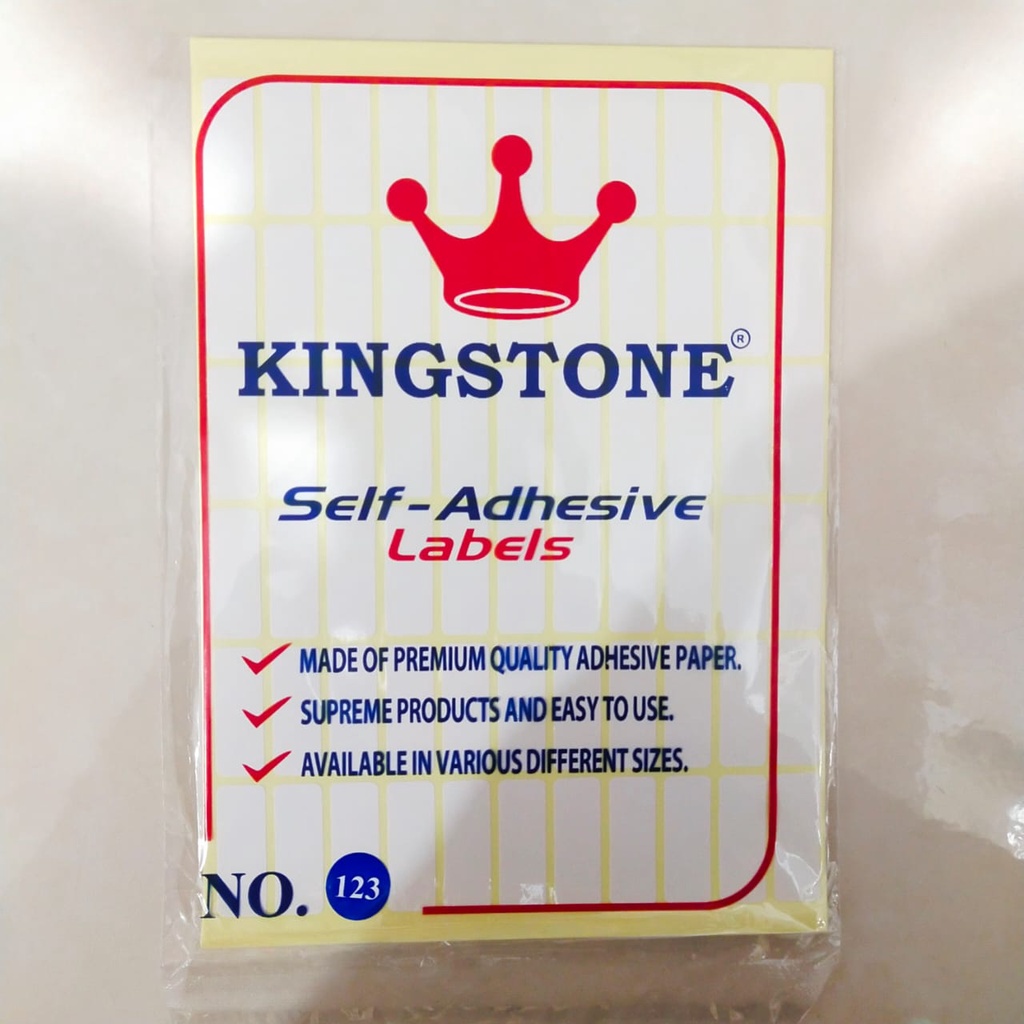 KINGSTONE®
Self-Adhesive
Labels
MADE OF PREMIUM QUALITY ADHESIVE PAPER.
SUPREME PRODUCTS AND EASY TO USE.
AVAILABLE IN VARIOUS DIFFERENT SIZES.
NO. 123